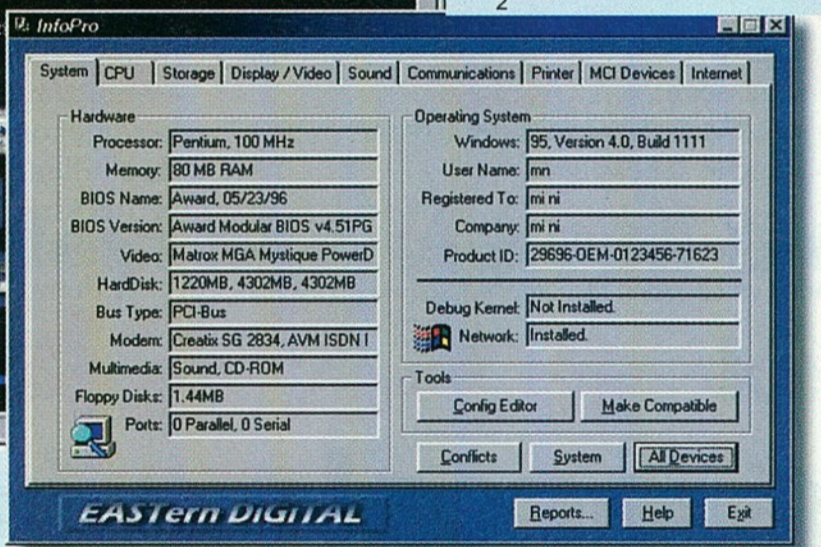 2
InfoPro
System CPU Storage Display / Video Sound Communications Printer MCI Devices Internet
Hardware
Processor: Pentium, 100 MHz
Memory: 80 MB RAM
BIOS Name: Award, 05/23/96
BIOS Version: Award Modular BIOS v4.51PG
Video: Matrox MGA Mystique PowerD
HardDisk: 1220MB, 4302MB, 4302MB
Bus Type: PCI-Bus
Modem: Creatix SG 2834, AVM ISDN I
Multimedia: Sound, CD-ROM
Floppy Disks: 1.44MB
Ports: 0 Parallel, 0 Serial
Operating System
Windows: 95, Version 4.0, Build 1111
User Name: mn
Registered To: mi ni
Company: mi ni
Product ID: 29696-OEM-0123456-71623
Debug Kernel: Not Installed.
Network: Installed.
Tools
Config Editor Make Compatible
Conflicts System All Devices
EASTern DIGITAL
Reports... Help Exit